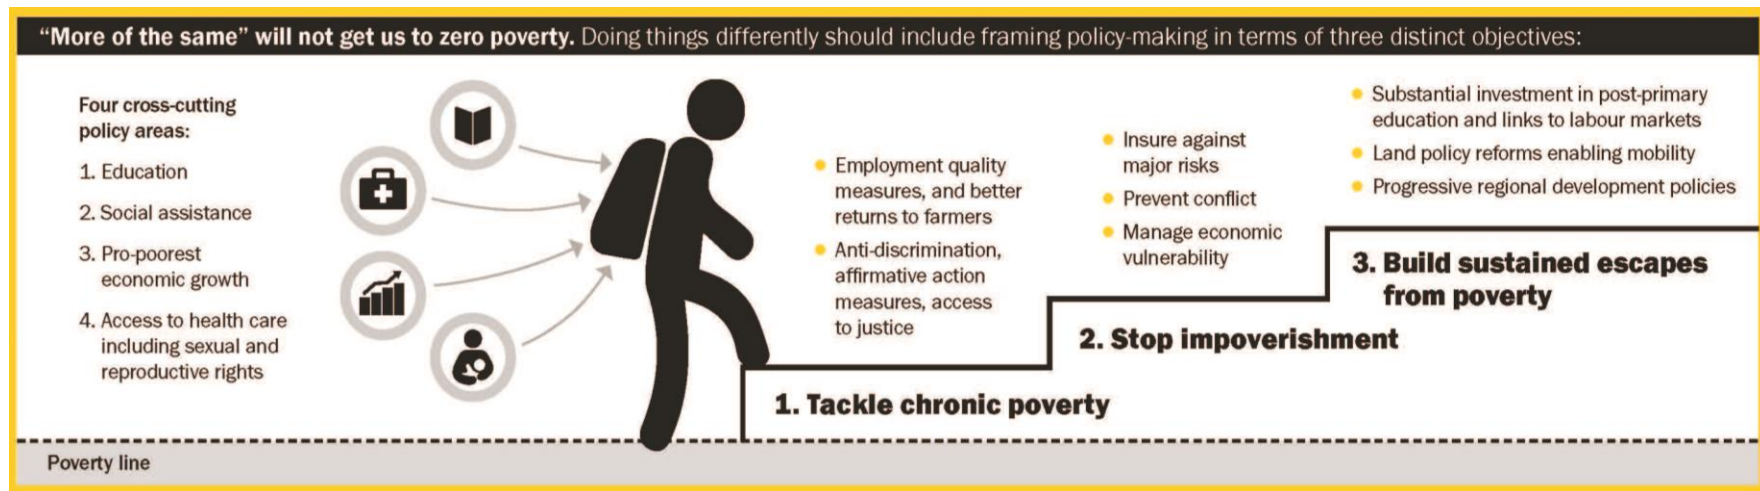 “More of the same” will not get us to zero poverty. Doing things differently should include framing policy-making in terms of three distinct objectives:
Four cross-cutting
policy areas:
1. Education
2. Social assistance
3. Pro-poorest
economic growth
4. Access to health care
including sexual and
reproductive rights
Employment quality
measures, and better
returns to farmers
Anti-discrimination,
affirmative action
measures, access
to justice
1. Tackle chronic poverty
Insure against
major risks
Prevent conflict
Manage economic
vulnerability
2. Stop impoverishment
Substantial investment in post-primary
education and links to labour markets
Land policy reforms enabling mobility
Progressive regional development policies
3. Build sustained escapes
from poverty
Poverty line